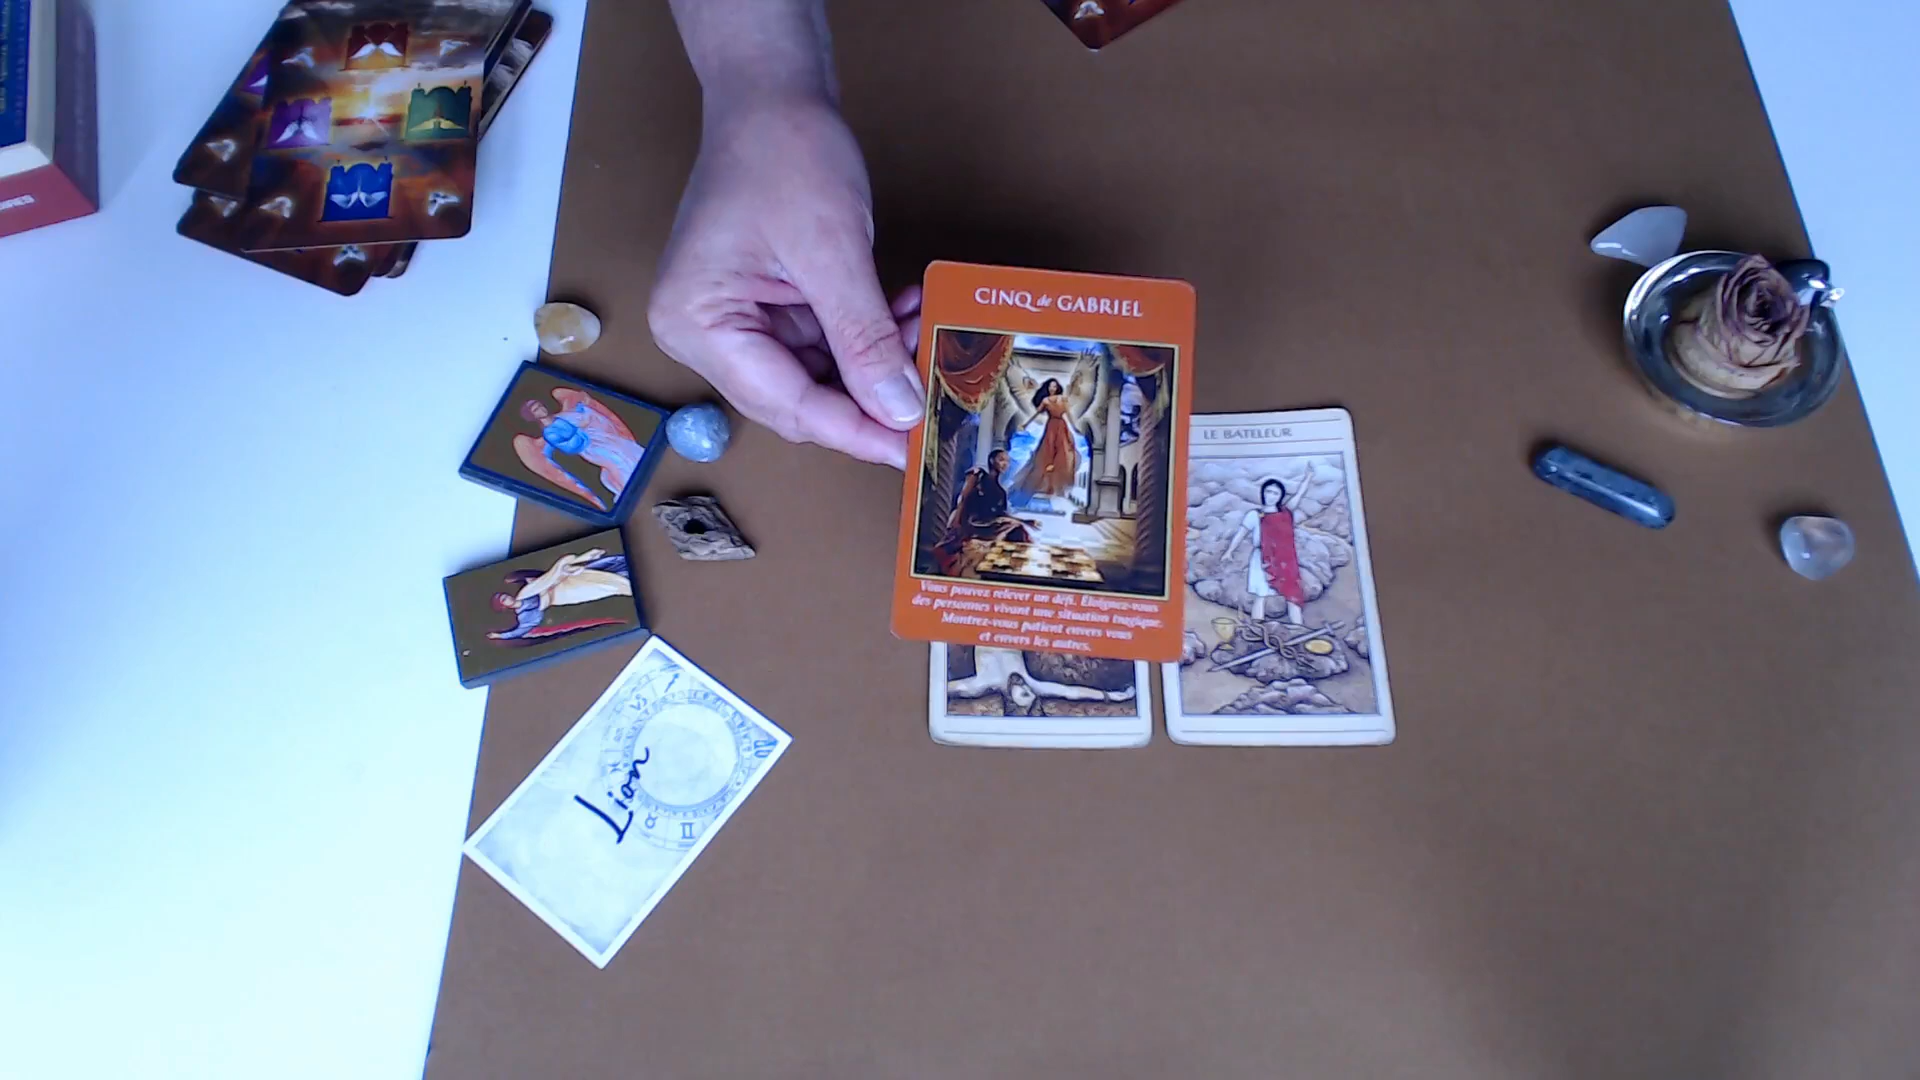 CINQ de GABRIEL
Vous pouvez relever un défi. Éloignez-vous
des personnes vivant une situation tragique.
Montrez-vous patient envers vous
et envers les autres.
LE BATELEUR
Lion